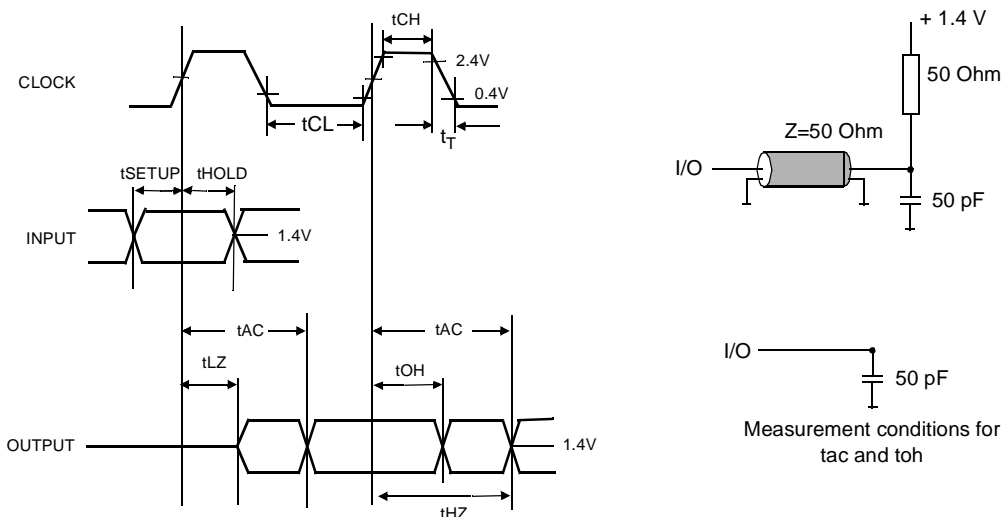 tCH
2.4V
CLOCK
0.4V
tCL
tT
tSETUP tHOLD
INPUT
1.4V
tAC
tAC
tLZ
tOH
OUTPUT
1.4V
tHZ
+ 1.4 V
50 Ohm
Z=50 Ohm
I/O
50 pF
I/O
50 pF
Measurement conditions for
tac and toh